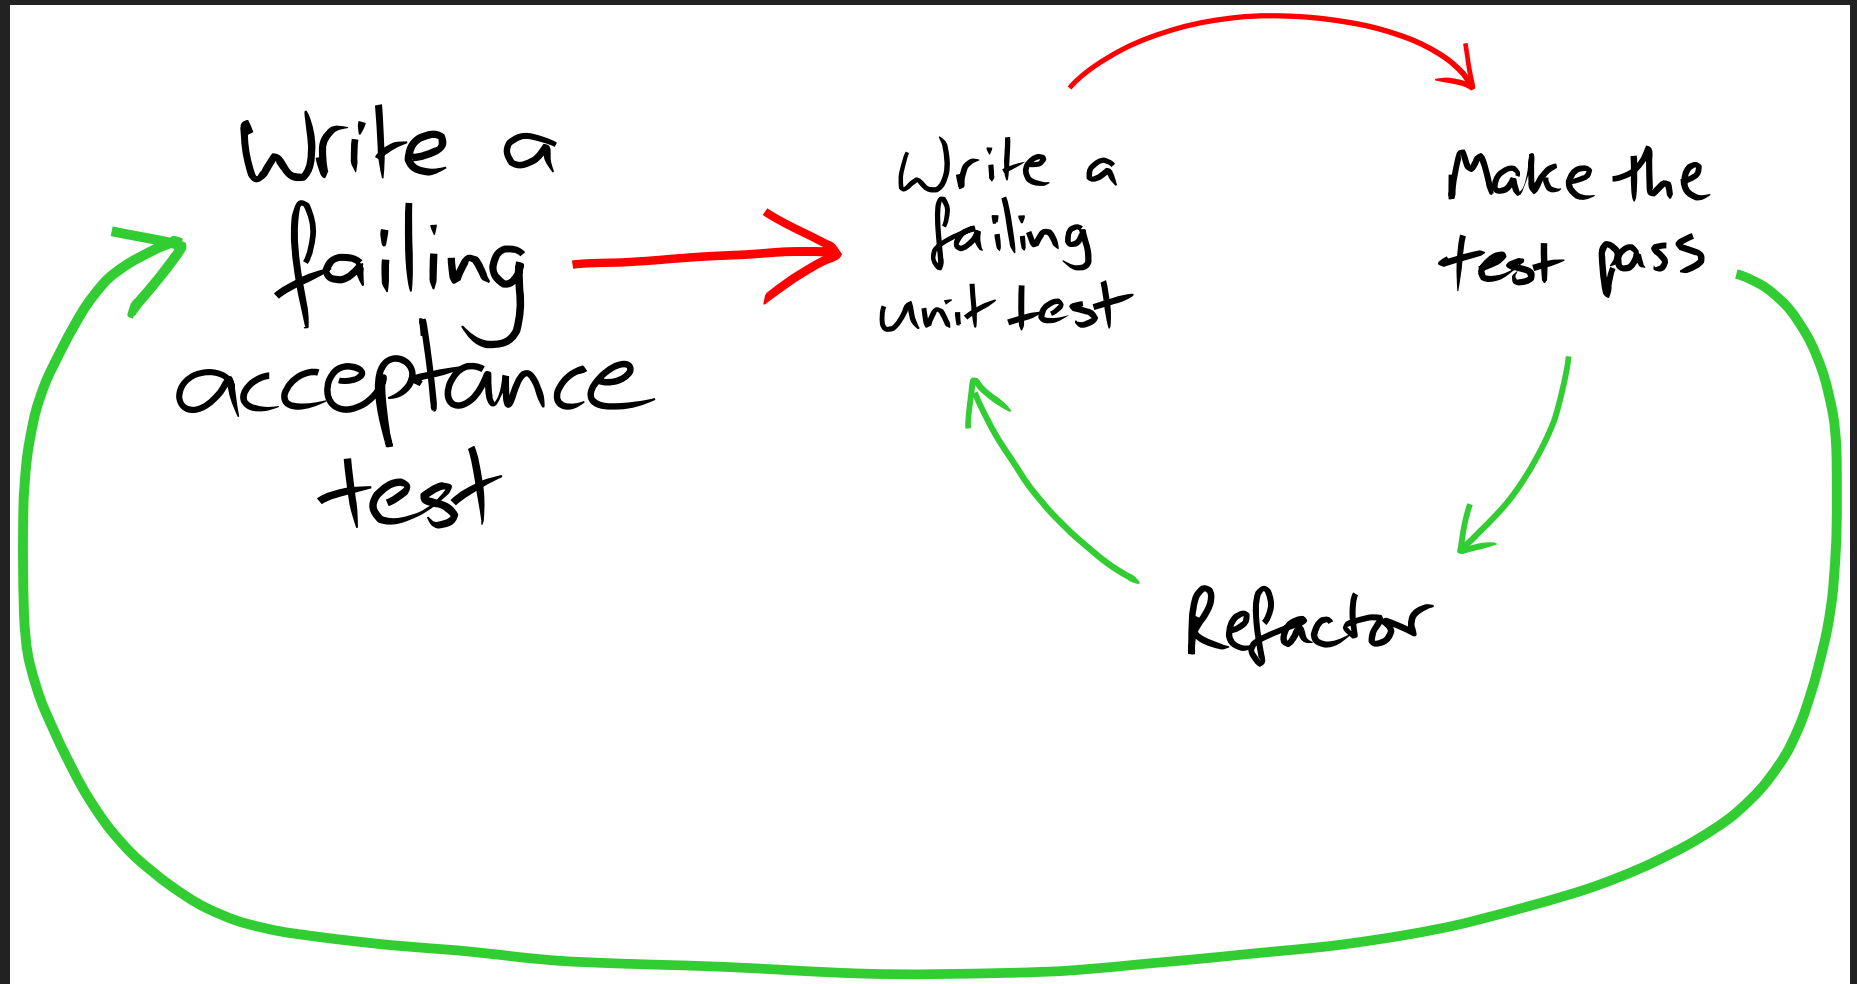 Write a
failing
acceptance
test
Write a
failing
unit test
Make the
test pass
Refactor